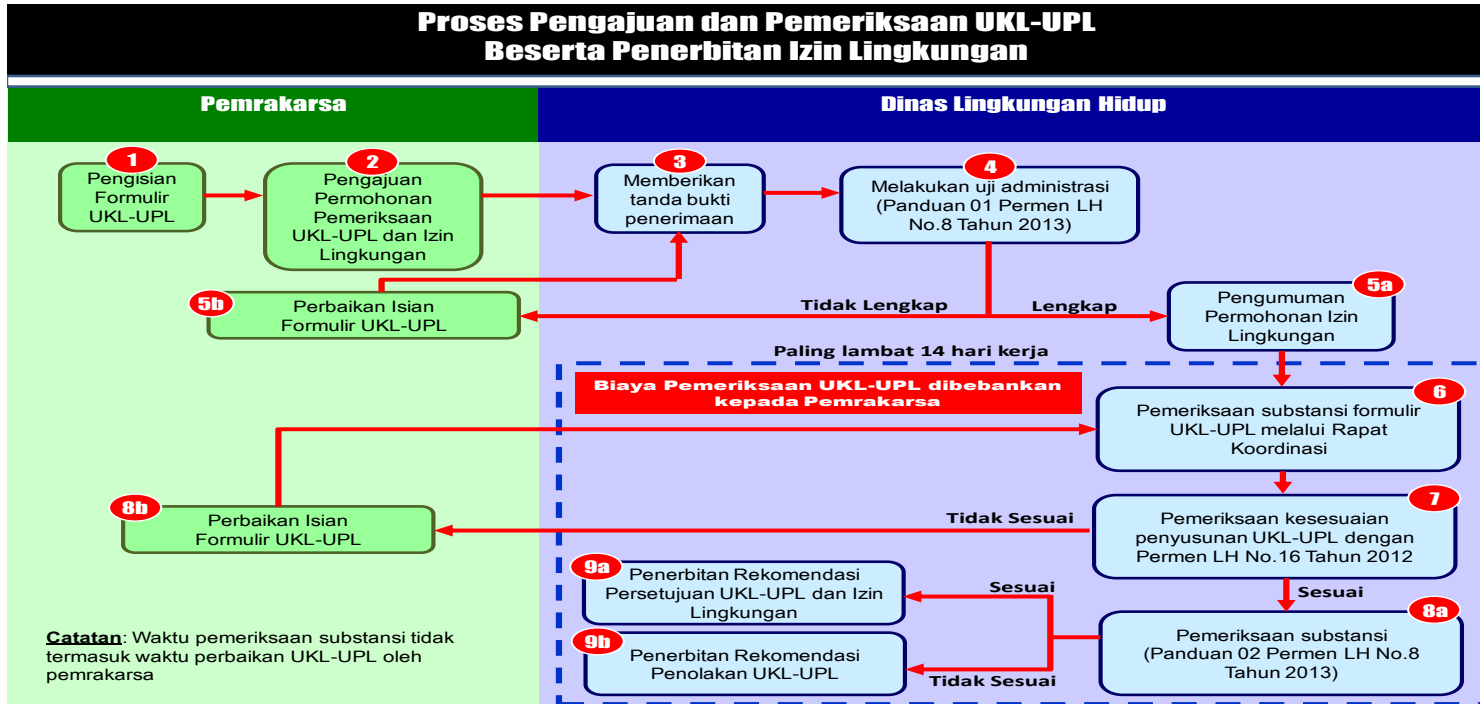 Proses Pengajuan dan Pemeriksaan UKL-UPL
Beserta Penerbitan Izin Lingkungan
Pemrakarsa
Dinas Lingkungan Hidup
1
Pengisian
Formulir
UKL-UPL
2
Pengajuan
Permohonan
Pemeriksaan
UKL-UPL dan Izin
Lingkungan
3
Memberikan
tanda bukti
penerimaan
4
Melakukan uji administrasi
(Panduan 01 Permen LH
No.8 Tahun 2013)
5b
Perbaikan Isian
Formulir UKL-UPL
Tidak Lengkap
Lengkap
5a
Pengumuman
Permohonan Izin
Lingkungan
Paling lambat 14 hari kerja
Biaya Pemeriksaan UKL-UPL dibebankan
kepada Pemrakarsa
6
Pemeriksaan substansi formulir
UKL-UPL melalui Rapat
Koordinasi
8b
Perbaikan Isian
Formulir UKL-UPL
Tidak Sesuai
7
Pemeriksaan kesesuaian
penyusunan UKL-UPL dengan
Permen LH No.16 Tahun 2012
9a
Penerbitan Rekomendasi
Persetujuan UKL-UPL dan Izin
Lingkungan
Sesuai
Sesuai
8a
Pemeriksaan substansi
(Panduan 02 Permen LH No.8
Tahun 2013)
9b
Penerbitan Rekomendasi
Penolakan UKL-UPL
Tidak Sesuai
Catatan: Waktu pemeriksaan substansi tidak
termasuk waktu perbaikan UKL-UPL oleh
pemrakarsa